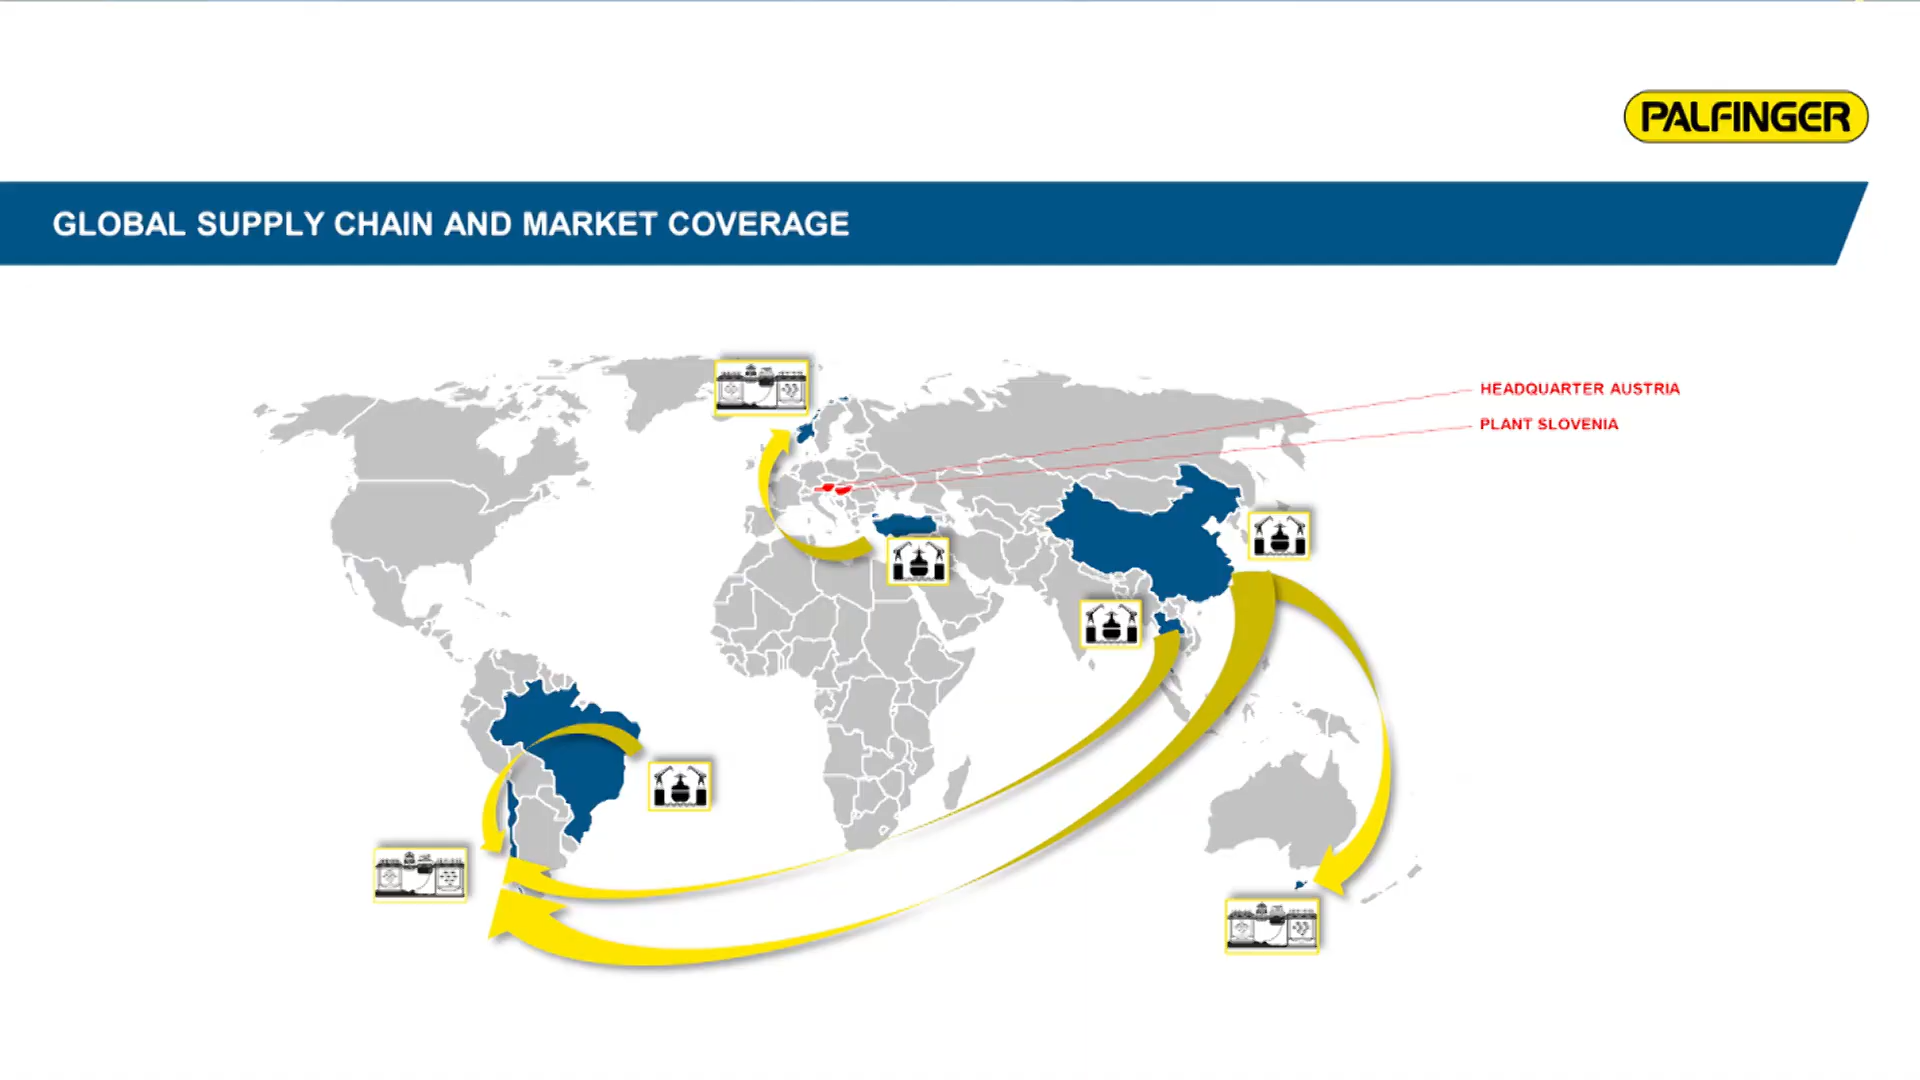 PALFINGER
GLOBAL SUPPLY CHAIN AND MARKET COVERAGE
HEADQUARTER AUSTRIA
PLANT SLOVENIA